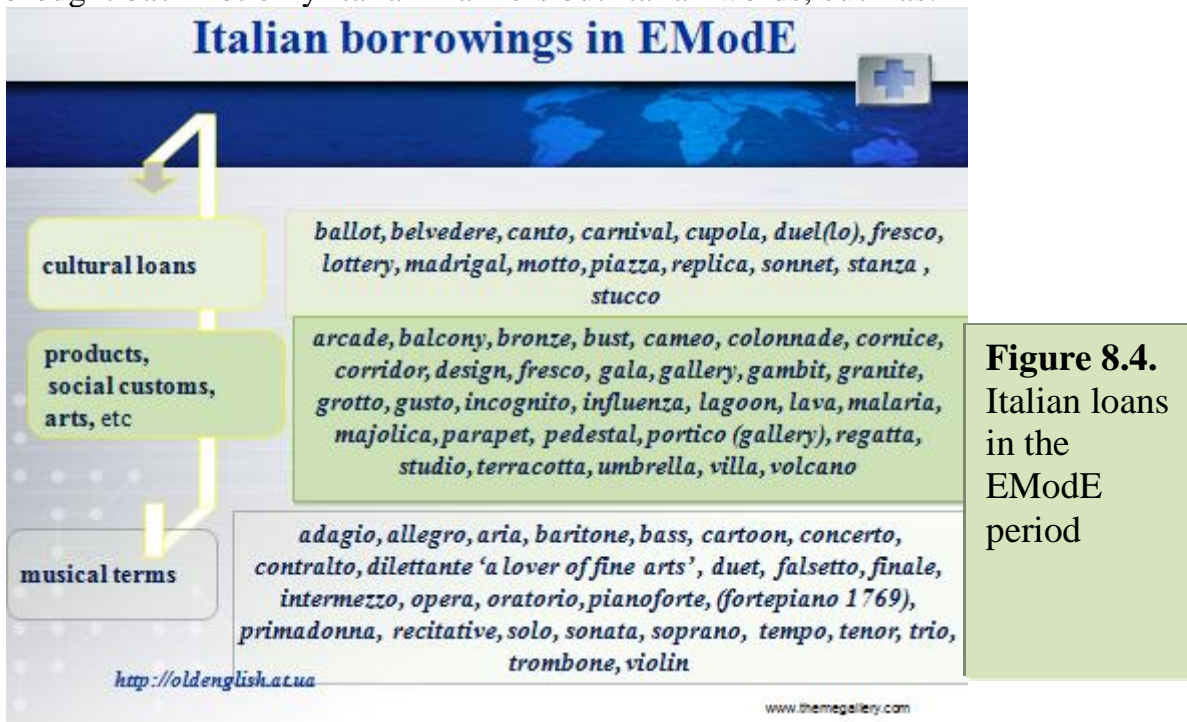 Italian borrowings in EModE
cultural loans
ballot, belvedere, canto, carnival, cupola, duel(lo), fresco,
lottery, madrigal, motto, piazza, replica, sonnet, stanza ,
stucco
products,
social customs,
arts, etc
arcade, balcony, bronze, bust, cameo, colonnade, cornice,
corridor, design, fresco, gala, gallery, gambit, granite,
grotto, gusto, incognito, influenza, lagoon, lava, malaria,
majolica, parapet, pedestal, portico (gallery), regatta,
studio, terracotta, umbrella, villa, volcano
musical terms
adagio, allegro, aria, baritone, bass, cartoon, concerto,
contralto, dilettante ‘a lover of fine arts’, duet, falsetto, finale,
intermezzo, opera, oratorio, pianoforte, (fortepiano 1769),
primadonna, recitative, solo, sonata, soprano, tempo, tenor, trio,
trombone, violin
http://oldenglish.at.ua
www.themegallery.com
Figure 8.4.
Italian loans
in the
EModE
period